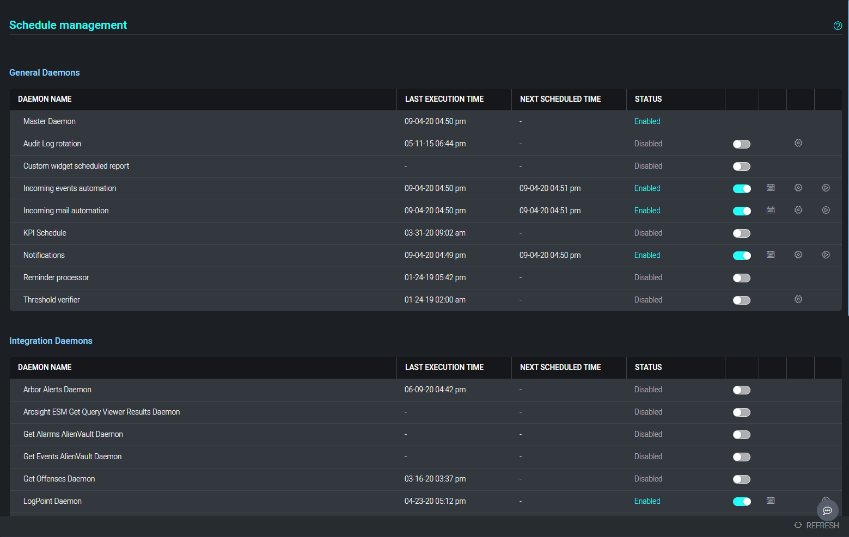 Schedule management
General Daemons
DAEMON NAME LAST EXECUTION TIME NEXT SCHEDULED TIME STATUS
Master Daemon 09-04-20 04:50 pm - Enabled
Audit Log rotation 05-11-15 06:44 pm - Disabled
Custom widget scheduled report - - Disabled
Incoming events automation 09-04-20 04:50 pm 09-04-20 04:51 pm Enabled
Incoming mail automation 09-04-20 04:50 pm 09-04-20 04:51 pm Enabled
KPI Schedule 03-31-20 09:02 am - Disabled
Notifications 09-04-20 04:49 pm 09-04-20 04:50 pm Enabled
Reminder processor 01-24-19 05:42 pm - Disabled
Threshold verifier 01-24-19 02:00 am - Disabled
Integration Daemons
DAEMON NAME LAST EXECUTION TIME NEXT SCHEDULED TIME STATUS
Arbor Alerts Daemon 06-09-20 04:42 pm - Disabled
Arcsight ESM Get Query Viewer Results Daemon - - Disabled
Get Alarms AlienVault Daemon - - Disabled
Get Events AlienVault Daemon - - Disabled
Get Offenses Daemon 03-16-20 03:37 pm - Disabled
LogPoint Daemon 04-23-20 05:12 pm - Enabled
REFRESH